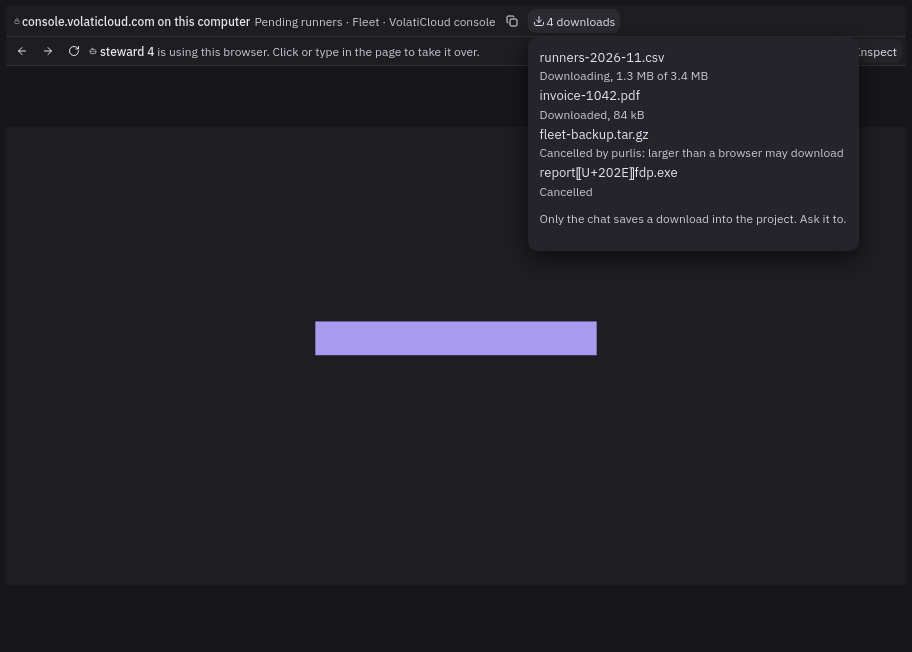 console.volaticloud.com on this computer Pending runners · Fleet · VolatiCloud console
4 downloads
steward 4 is using this browser. Click or type in the page to take it over.
Inspect
runners-2026-11.csv
Downloading, 1.3 MB of 3.4 MB
invoice-1042.pdf
Downloaded, 84 kB
fleet-backup.tar.gz
Cancelled by purlis: larger than a browser may download
report⟦U+202E⟧fdp.exe
Cancelled
Only the chat saves a download into the project. Ask it to.